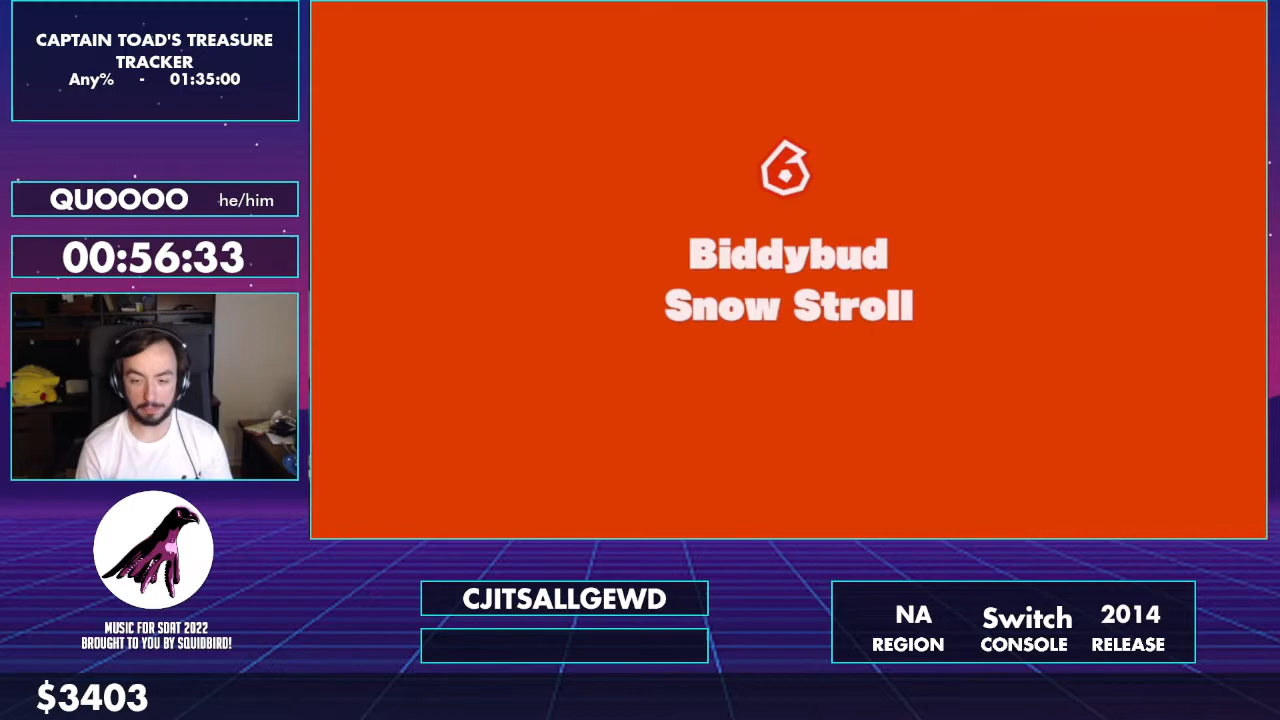 CAPTAIN TOAD'S TREASURE
TRACKER
Any% - 01:35:00
QUOOOO he/him
00:56:33
6
Biddybud
Snow Stroll
MUSIC FOR SDAT 2022
BROUGHT TO YOU BY SQUIDBIRD!
CJITSALLGEWD
NA Switch 2014
REGION CONSOLE RELEASE
$3403